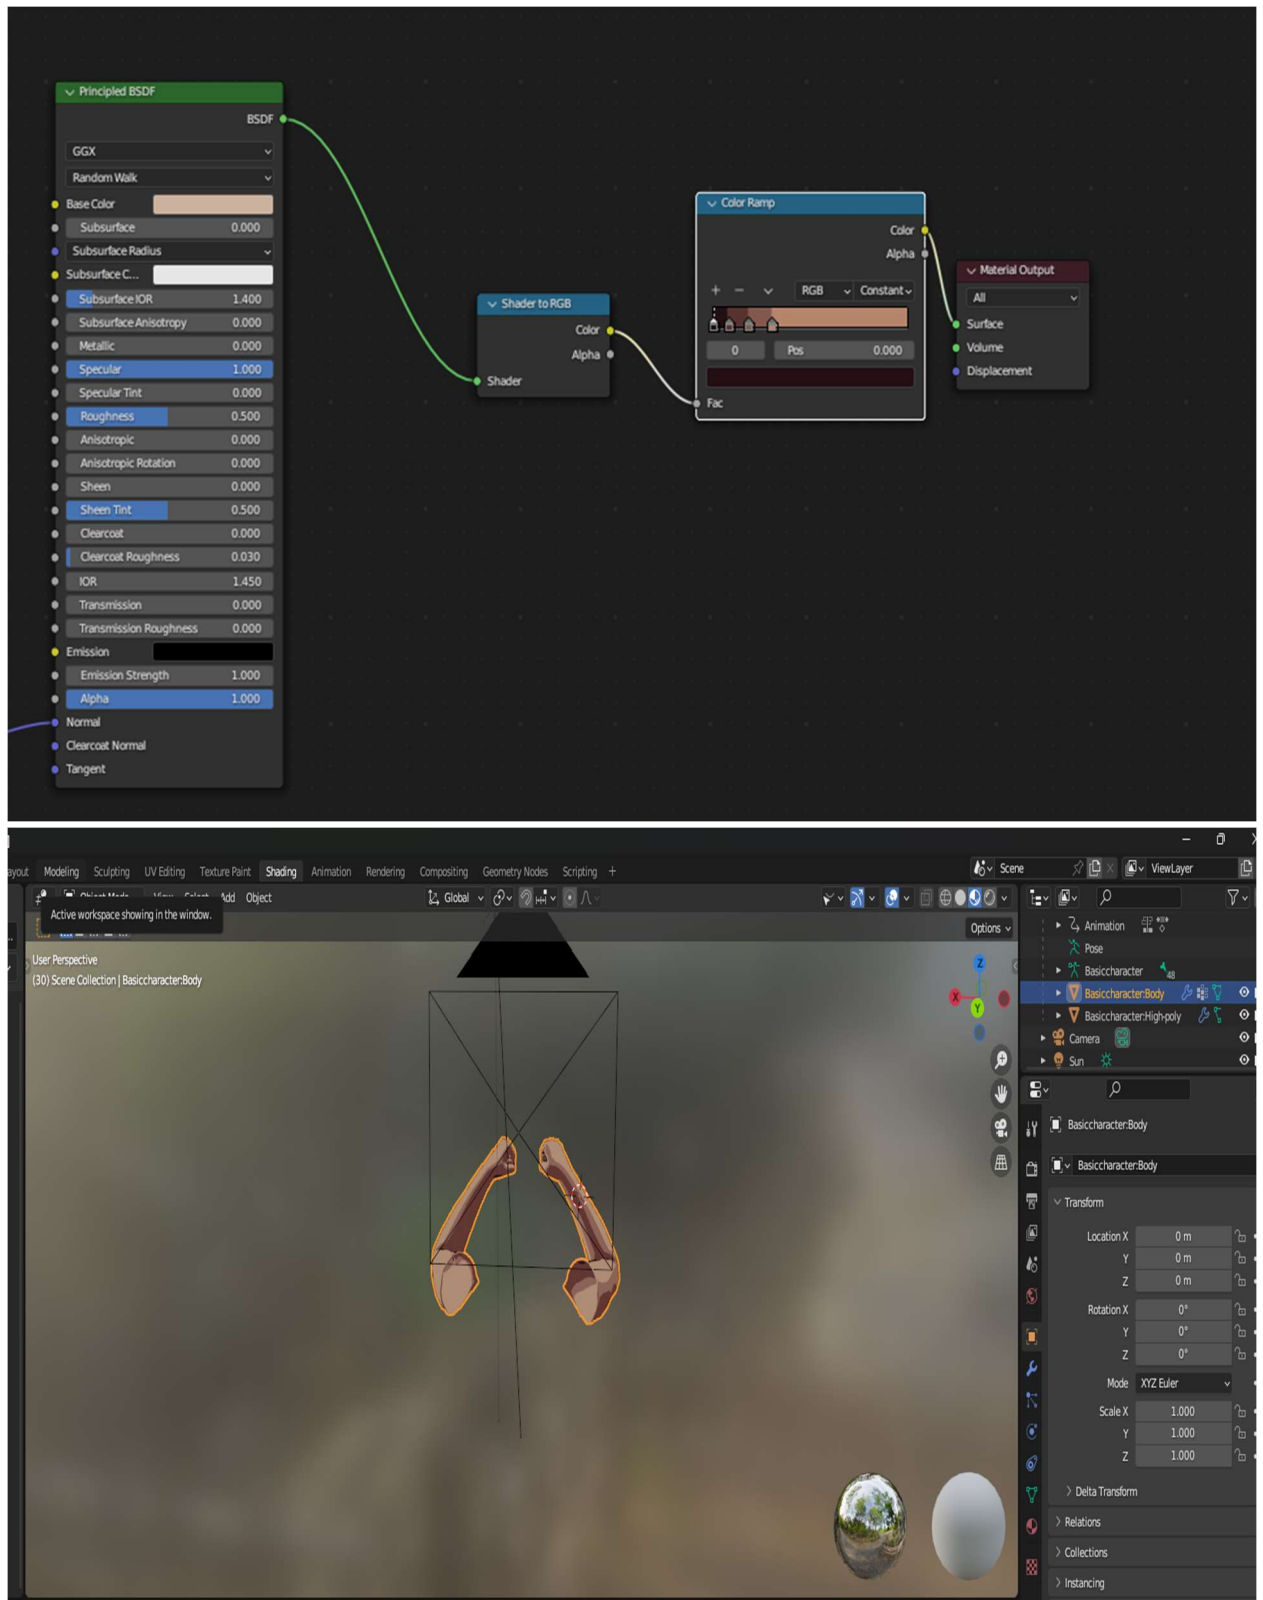 Principled BSDF
BSDF
GGX
Random Walk
Base Color
Subsurface 0.000
Subsurface Radius
Subsurface C...
Subsurface IOR 1.400
Subsurface Anisotropy 0.000
Metallic 0.000
Specular 1.000
Specular Tint 0.000
Roughness 0.500
Anisotropic 0.000
Anisotropic Rotation 0.000
Sheen 0.000
Sheen Tint 0.500
Clearcoat 0.000
Clearcoat Roughness 0.030
IOR 1.450
Transmission 0.000
Transmission Roughness 0.000
Emission
Emission Strength 1.000
Alpha 1.000
Normal
Clearcoat Normal
Tangent
Shader to RGB
Color
Alpha
Shader
Color Ramp
Color
Alpha
RGB Constant
0 Pos 0.000
Fac
Material Output
All
Surface
Volume
Displacement
ayout Modeling Sculpting UV Editing Texture Paint Shading Animation Rendering Compositing Geometry Nodes Scripting + Scene ViewLayer
Object Mode View Select Add Object Global
Active workspace showing in the window.
Options
User Perspective
(30) Scene Collection | Basiccharacter:Body
Z
X
Y
Animation
Pose
Basiccharacter 48
Basiccharacter:Body
Basiccharacter:High-poly
Camera
Sun
Basiccharacter:Body
Basiccharacter:Body
Transform
Location X 0 m
Y 0 m
Z 0 m
Rotation X 0°
Y 0°
Z 0°
Mode XYZ Euler
Scale X 1.000
Y 1.000
Z 1.000
Delta Transform
Relations
Collections
Instancing